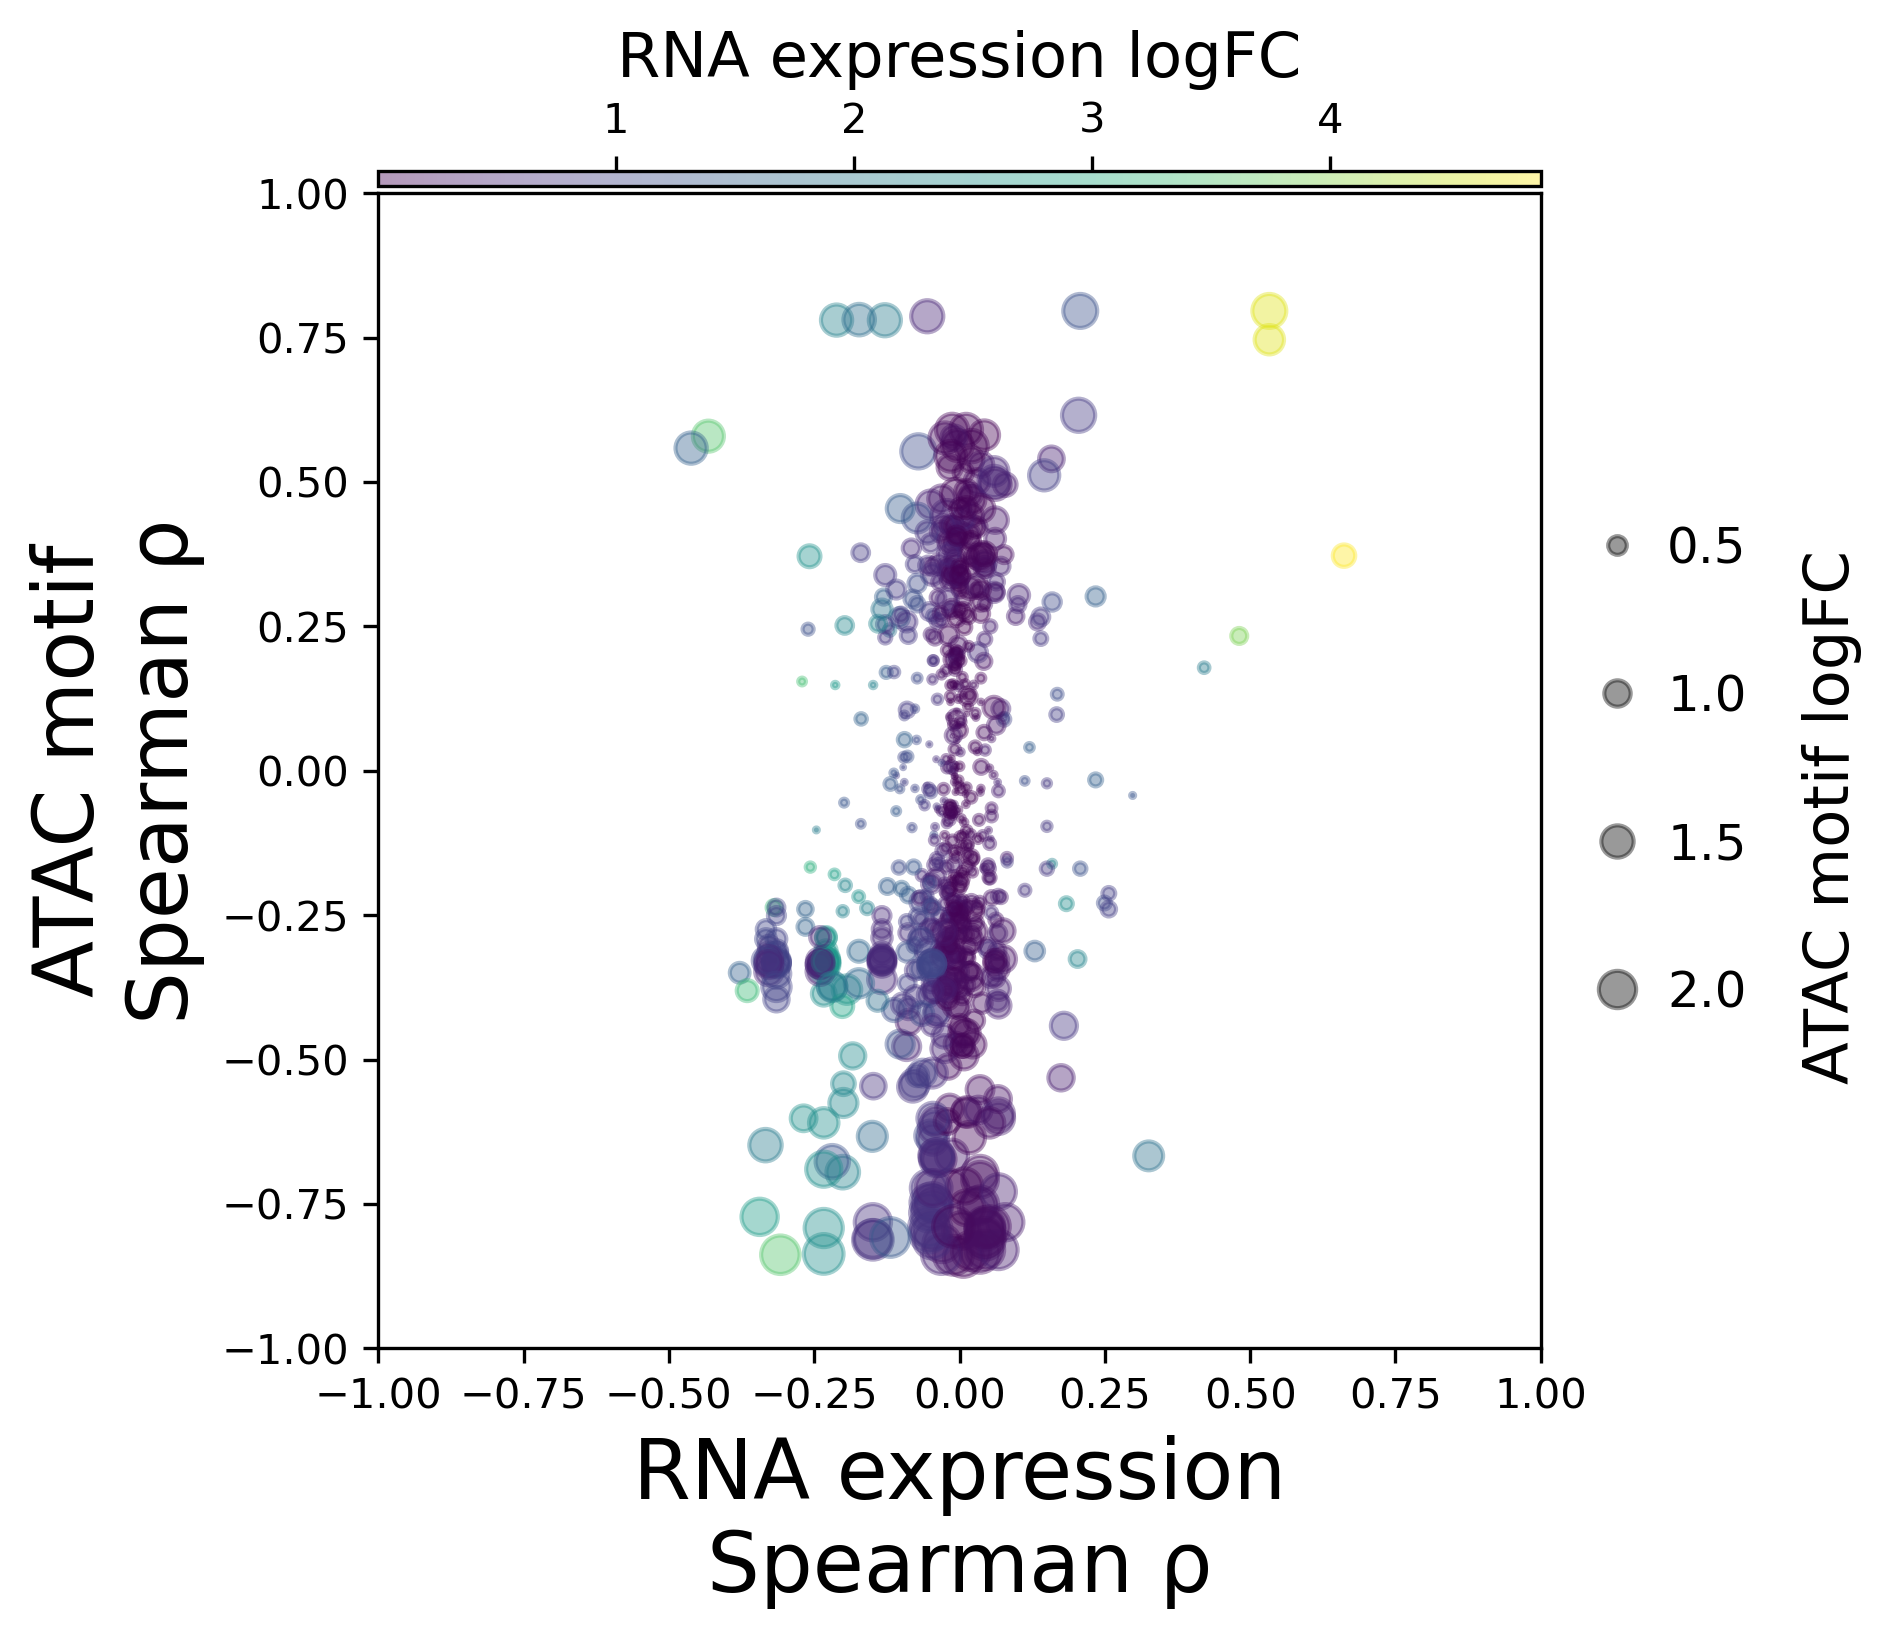 RNA expression logFC
1 2 3 4
1.00
0.75
0.50
0.25
0.00
−0.25
−0.50
−0.75
−1.00
ATAC motif
Spearman ρ
−1.00 −0.75 −0.50 −0.25 0.00 0.25 0.50 0.75 1.00
RNA expression
Spearman ρ
0.5
1.0
1.5
2.0
ATAC motif logFC